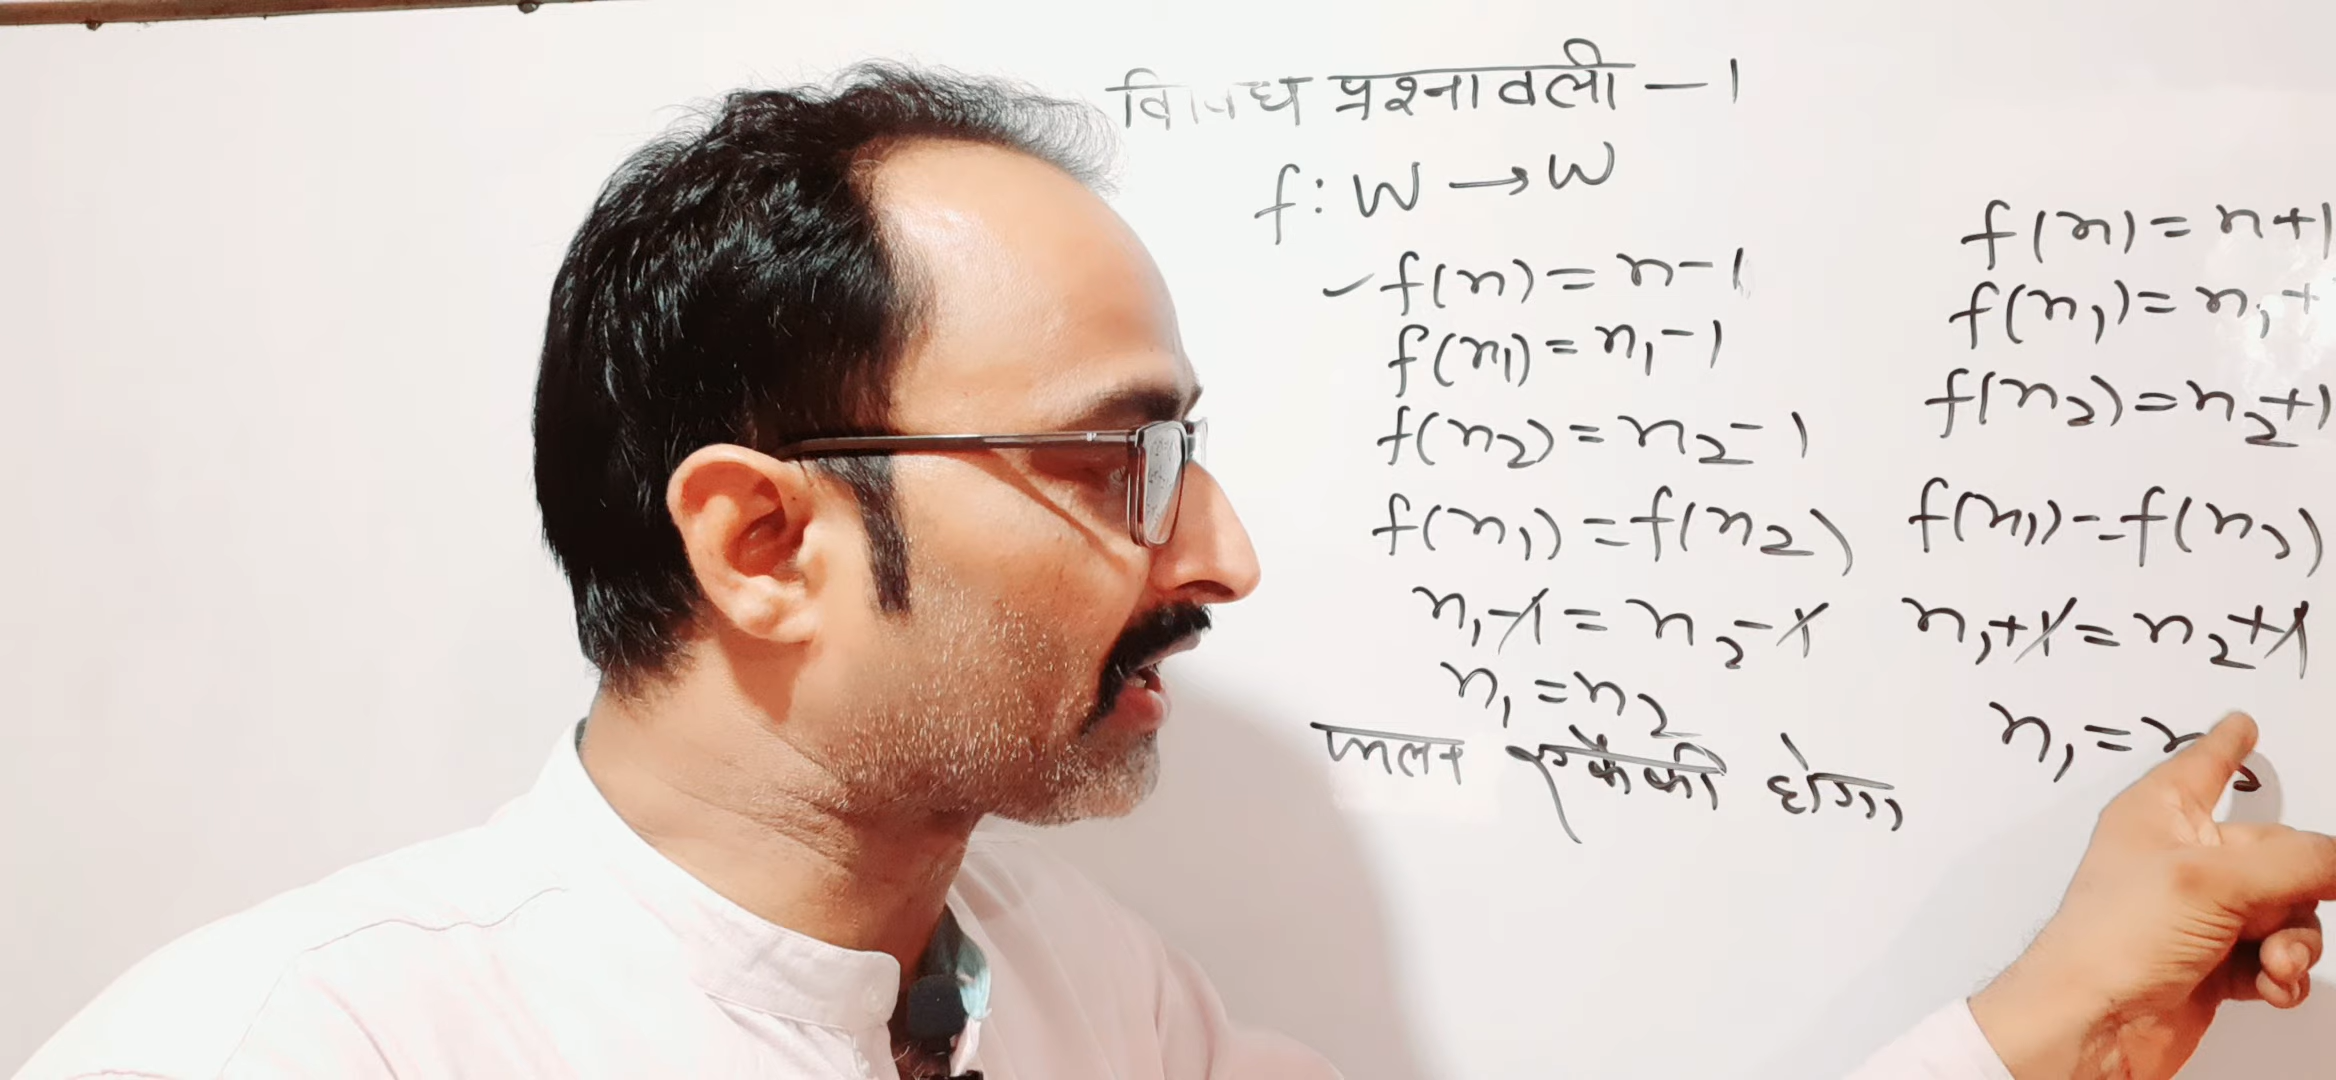 विविध प्रश्नावली - 1
f: W → W
f(n) = n-1
f(n1) = n1-1
f(n2) = n2-1
f(n1) = f(n2)
n1-1 = n2-1
n1 = n2
फलन एकैकी होगा
f(n) = n+1
f(n1) = n1+
f(n2) = n2+1
f(n1) = f(n2)
n1+1 = n2+1
n1 =